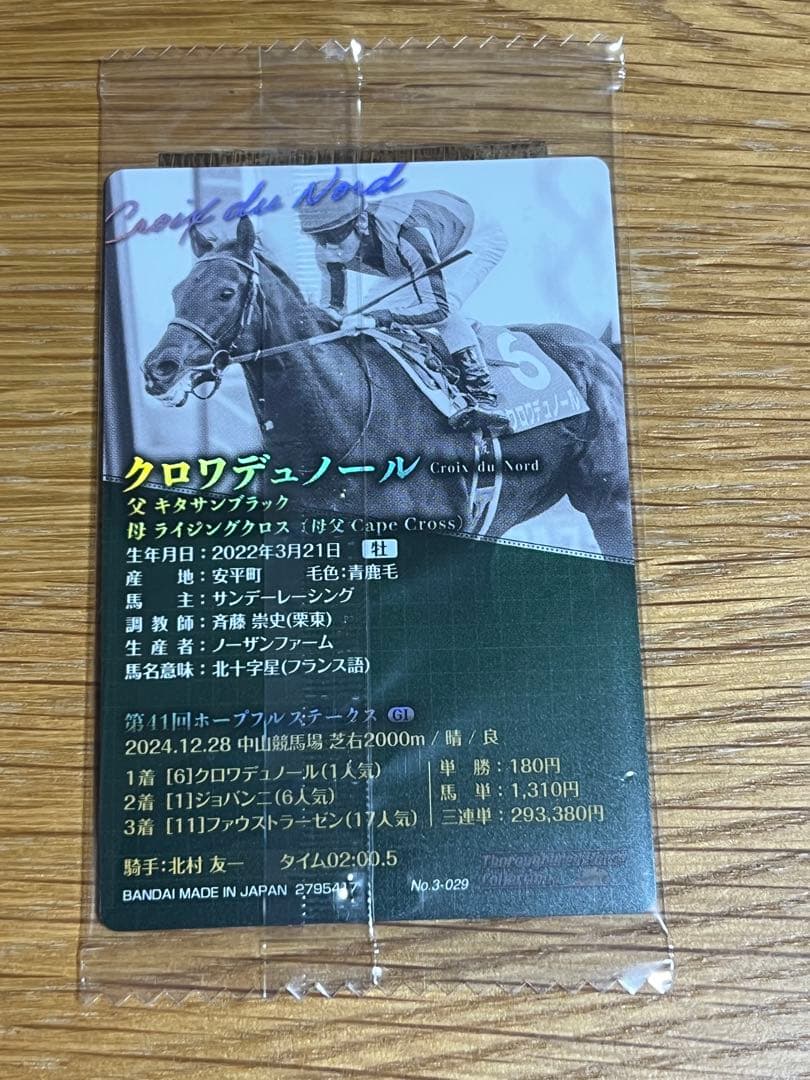 Croix du Nord
6
クロワデュノール
クロワデュノール Croix du Nord
父 キタサンブラック
母 ライジングクロス (母父 Cape Cross)
生年月日:2022年3月21日 牡
産 地:安平町 毛色:青鹿毛
馬 主:サンデーレーシング
調教師:斉藤 崇史(栗東)
生産者:ノーザンファーム
馬名意味:北十字星(フランス語)
第41回ホープフルステークス GI
2024.12.28 中山競馬場 芝右2000m / 晴 / 良
1着 [6]クロワデュノール(1人気) 単 勝:180円
2着 [1]ジョバンニ(6人気) 馬 単:1,310円
3着 [11]ファウストラーゼン(17人気) 三連単:293,380円
騎手:北村 友一 タイム02:00.5
BANDAI MADE IN JAPAN 2795417 No.3-029